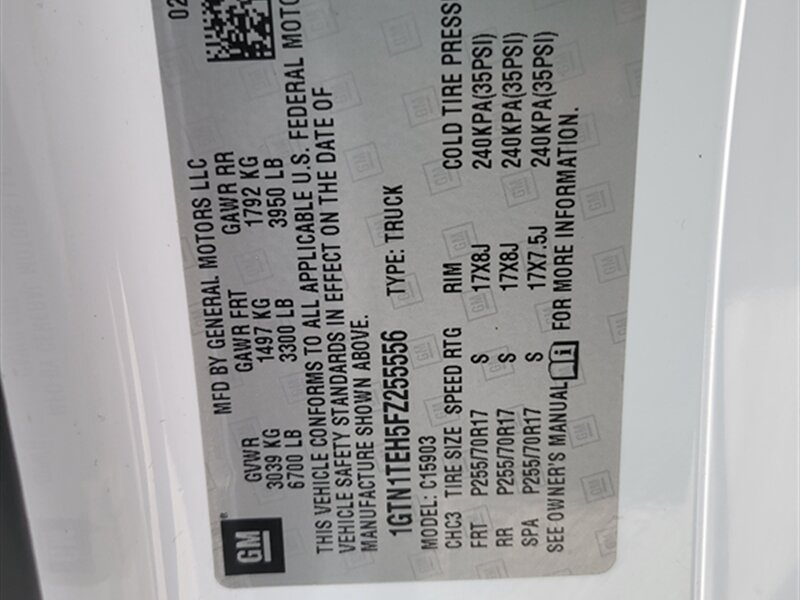 GM
®
02
MFD BY GENERAL MOTORS LLC
GVWR GAWR FRT GAWR RR
3039 KG 1497 KG 1792 KG
6700 LB 3300 LB 3950 LB
THIS VEHICLE CONFORMS TO ALL APPLICABLE U.S. FEDERAL MOTO
VEHICLE SAFETY STANDARDS IN EFFECT ON THE DATE OF
MANUFACTURE SHOWN ABOVE.
1GTN1TEH5FZ255556 TYPE: TRUCK
MODEL: C15903
CHC3 TIRE SIZE SPEED RTG RIM COLD TIRE PRESS
FRT P255/70R17 S 17X8J 240KPA(35PSI)
RR P255/70R17 S 17X8J 240KPA(35PSI)
SPA P255/70R17 S 17X7.5J 240KPA(35PSI)
SEE OWNER'S MANUAL i FOR MORE INFORMATION.